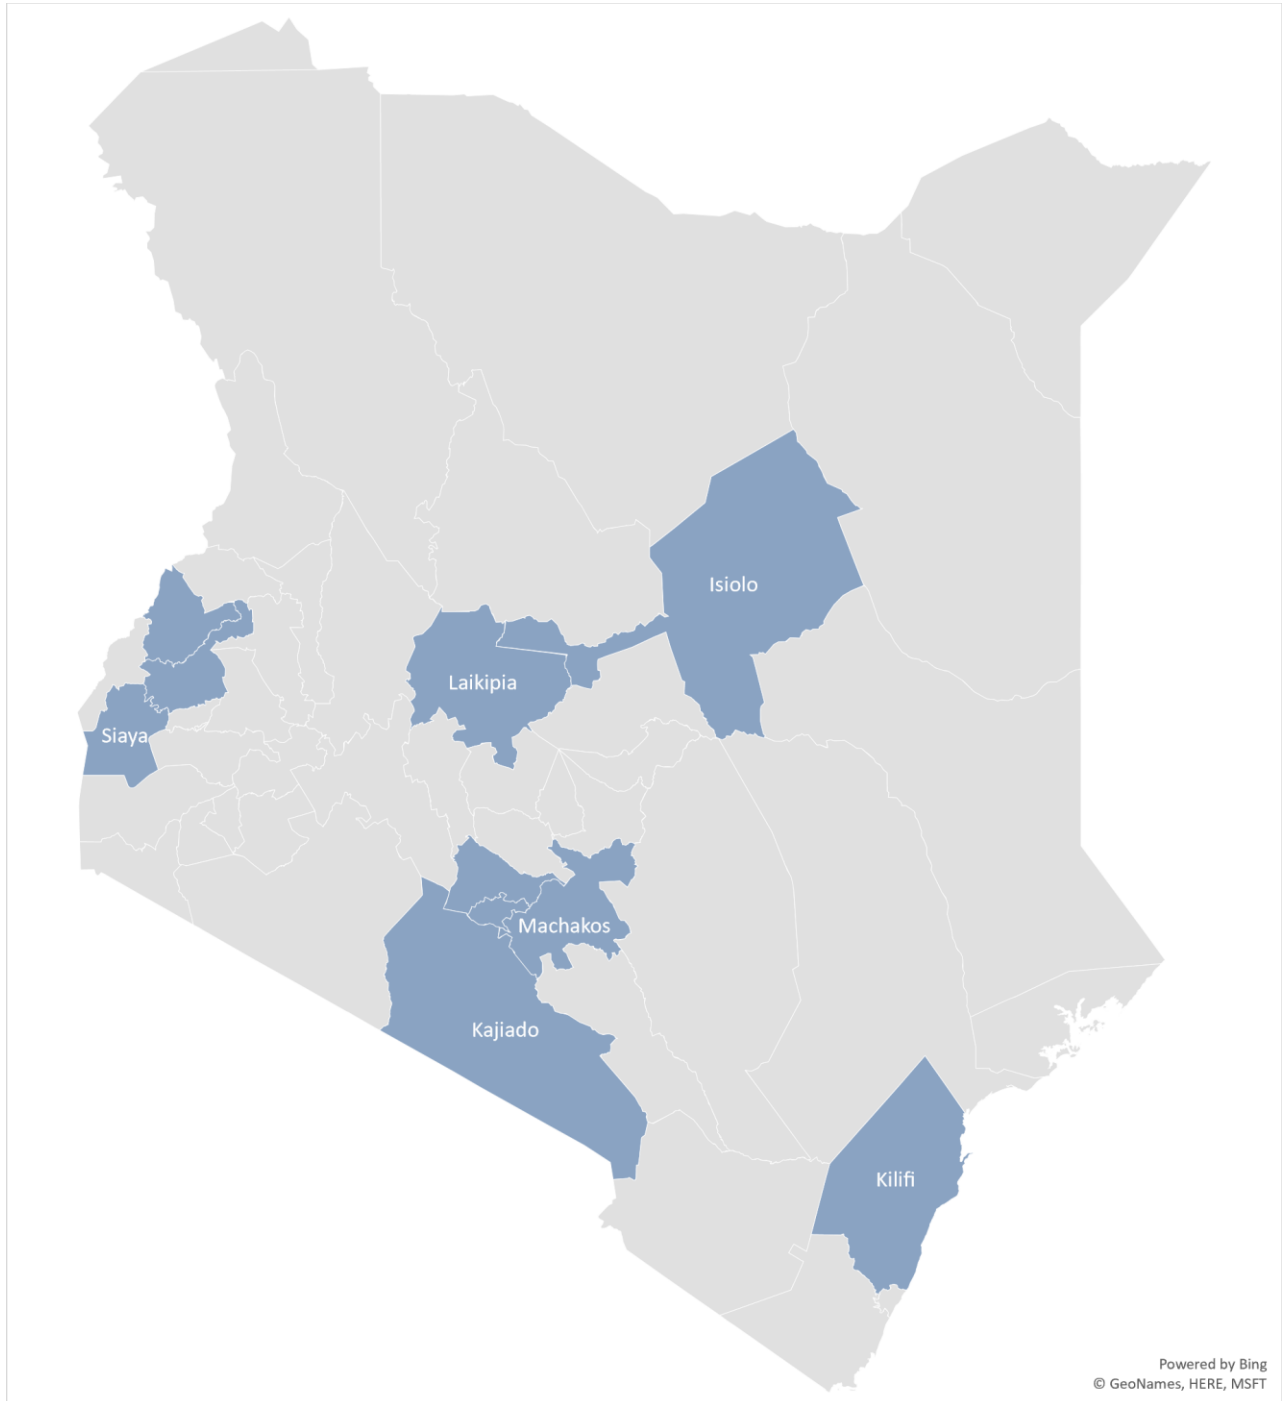 Isiolo
Laikipia
Siaya
Machakos
Kajiado
Kilifi
Powered by Bing
© GeoNames, HERE, MSFT